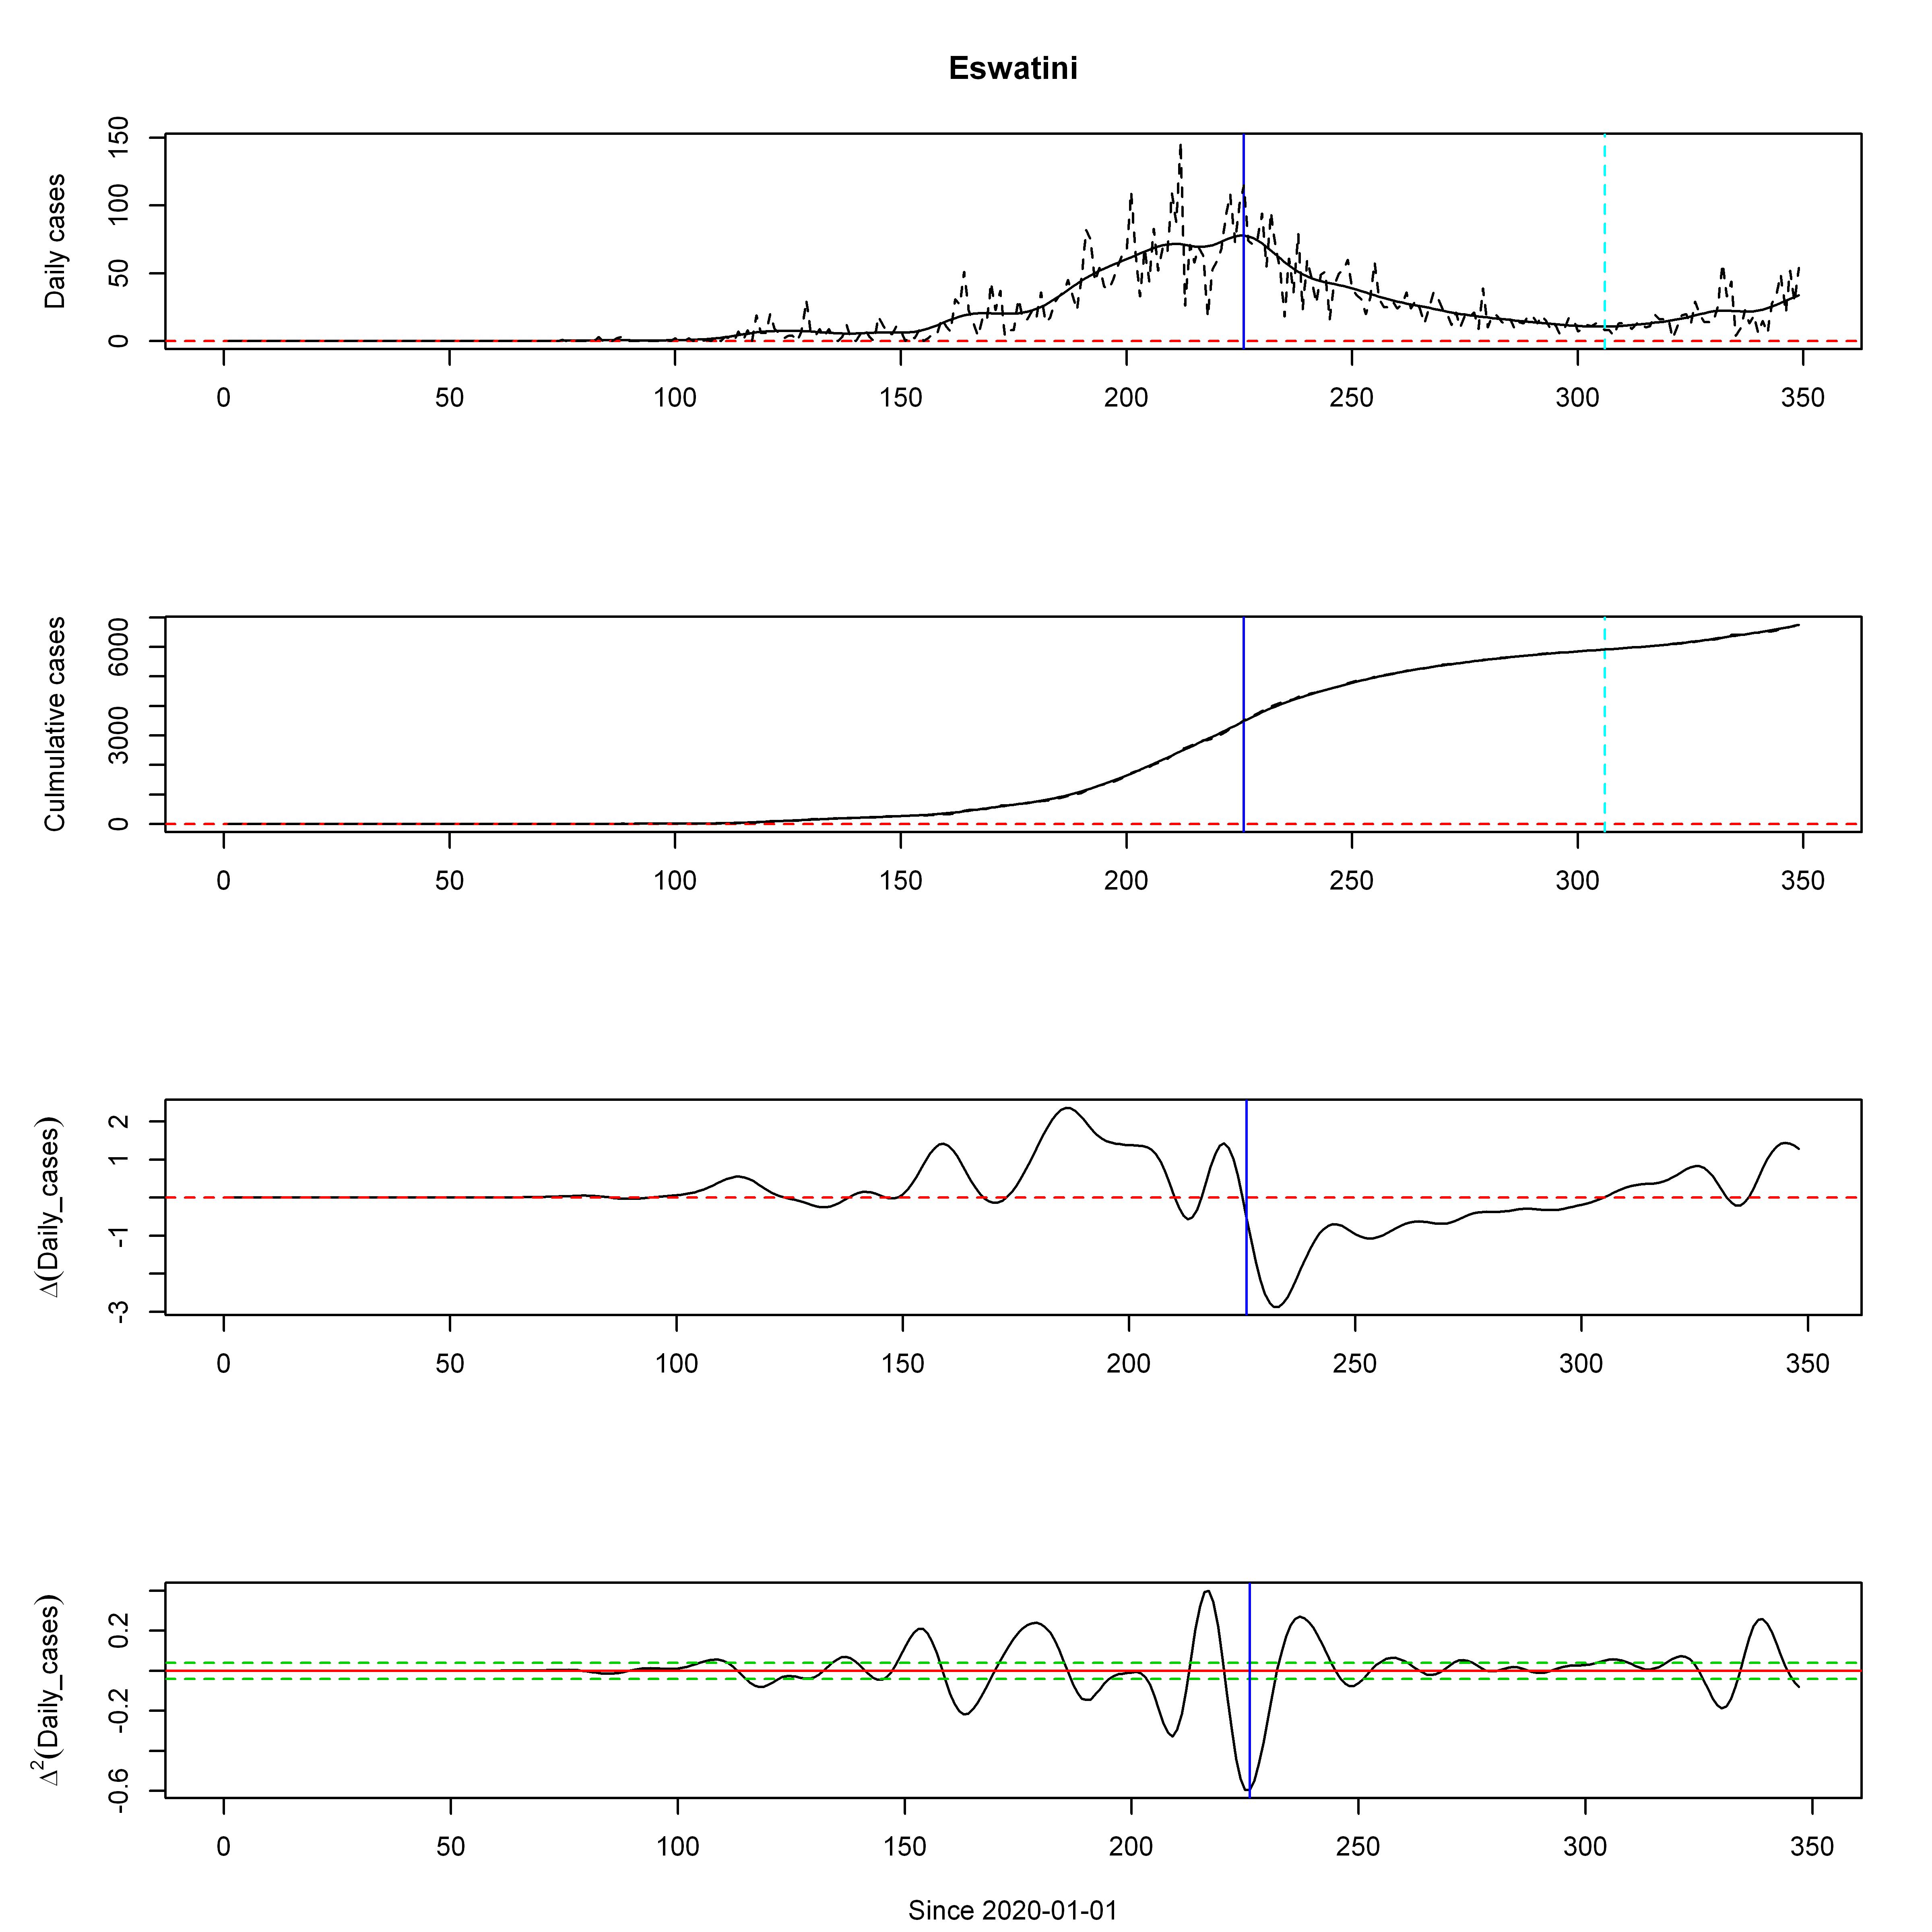 Eswatini
Daily cases
0 50 100 150
0 50 100 150 200 250 300 350
Culmulative cases
0 3000 6000
0 50 100 150 200 250 300 350
Δ(Daily_cases)
-3 -1 1 2
0 50 100 150 200 250 300 350
Δ²(Daily_cases)
-0.6 -0.2 0.2
0 50 100 150 200 250 300 350
Since 2020-01-01